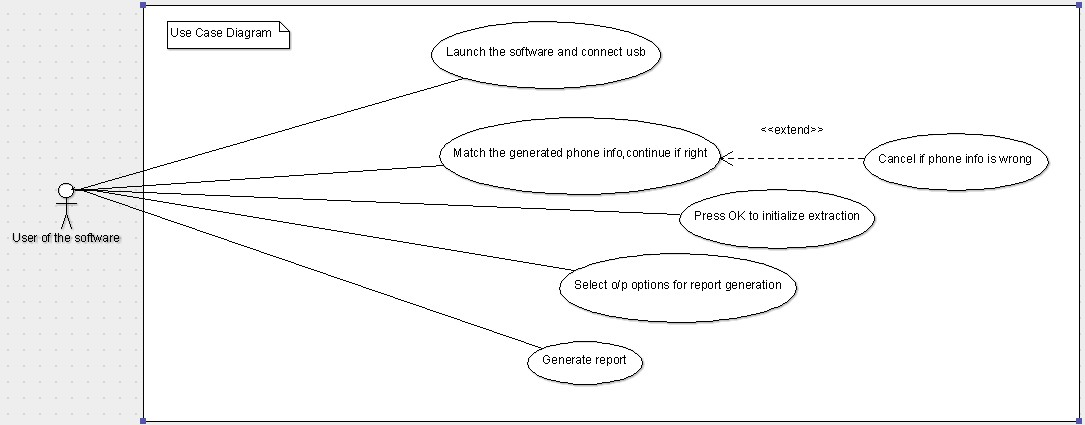 Use Case Diagram
Launch the software and connect usb
<<extend>>
Match the generated phone info,continue if right
Cancel if phone info is wrong
Press OK to initialize extraction
User of the software
Select o/p options for report generation
Generate report